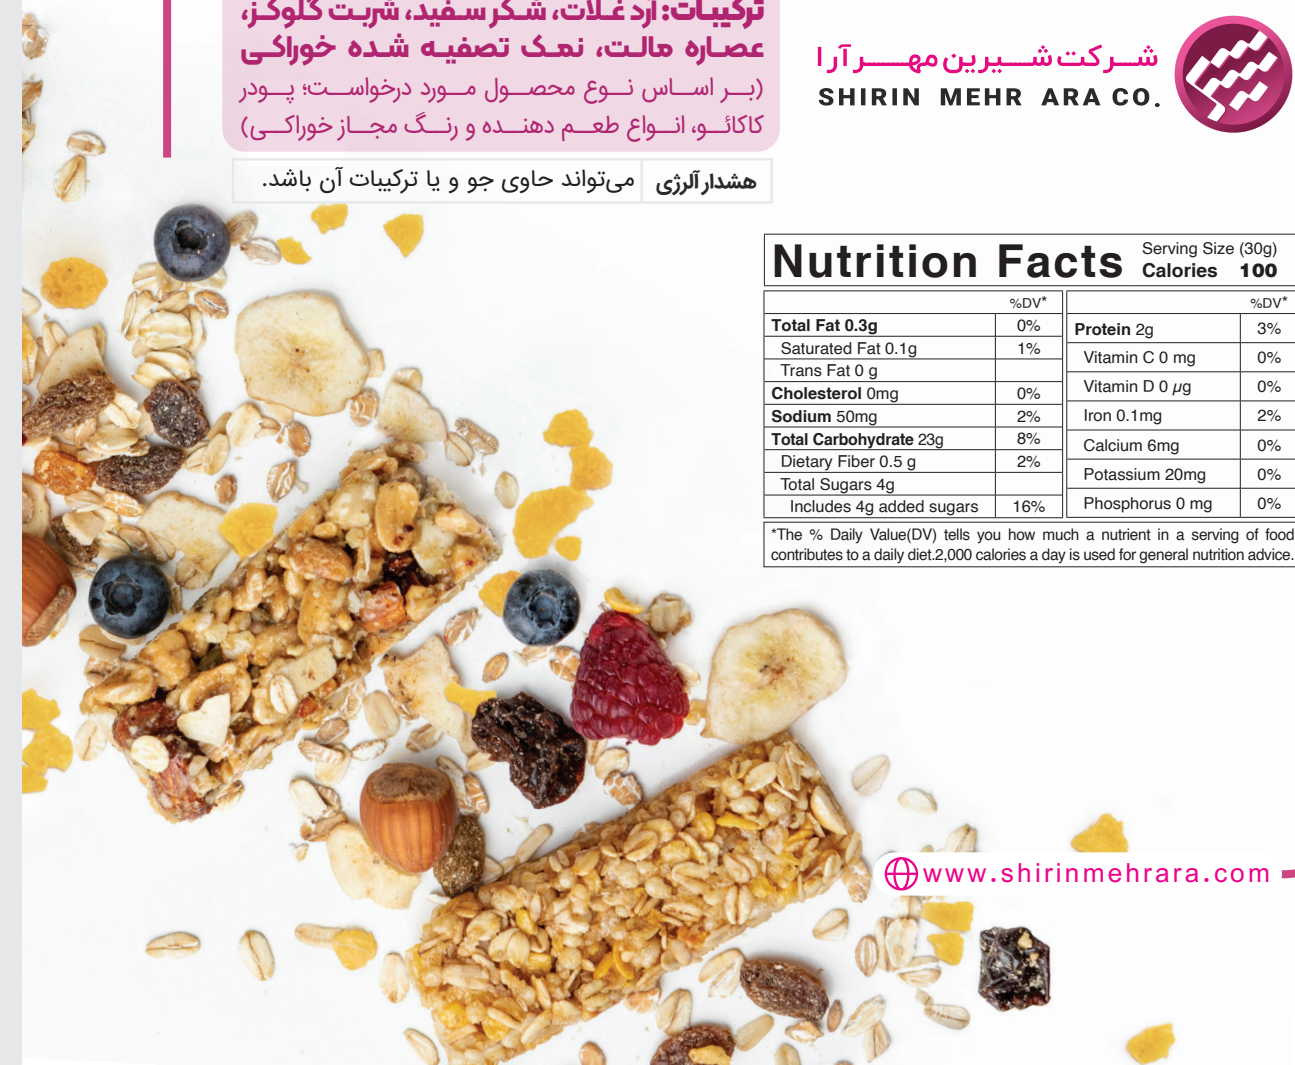 ترکیبات: آرد غلات، شکر سفید، شربت گلوکز،
عصاره مالت، نمک تصفیه شده خوراکی
(بر اساس نوع محصول مورد درخواست؛ پودر
کاکائو، انواع طعم دهنده و رنگ مجاز خوراکی)
هشدار آلرژی می‌تواند حاوی جو و یا ترکیبات آن باشد.
شرکت شیرین مهر آرا
SHIRIN MEHR ARA CO.
Nutrition Facts
Serving Size (30g)
Calories 100
%DV*
Total Fat 0.3g 0%
Saturated Fat 0.1g 1%
Trans Fat 0 g
Cholesterol 0mg 0%
Sodium 50mg 2%
Total Carbohydrate 23g 8%
Dietary Fiber 0.5 g 2%
Total Sugars 4g
Includes 4g added sugars 16%
%DV*
Protein 2g 3%
Vitamin C 0 mg 0%
Vitamin D 0 µg 0%
Iron 0.1mg 2%
Calcium 6mg 0%
Potassium 20mg 0%
Phosphorus 0 mg 0%
*The % Daily Value(DV) tells you how much a nutrient in a serving of food
contributes to a daily diet.2,000 calories a day is used for general nutrition advice.
www.shirinmehrara.com